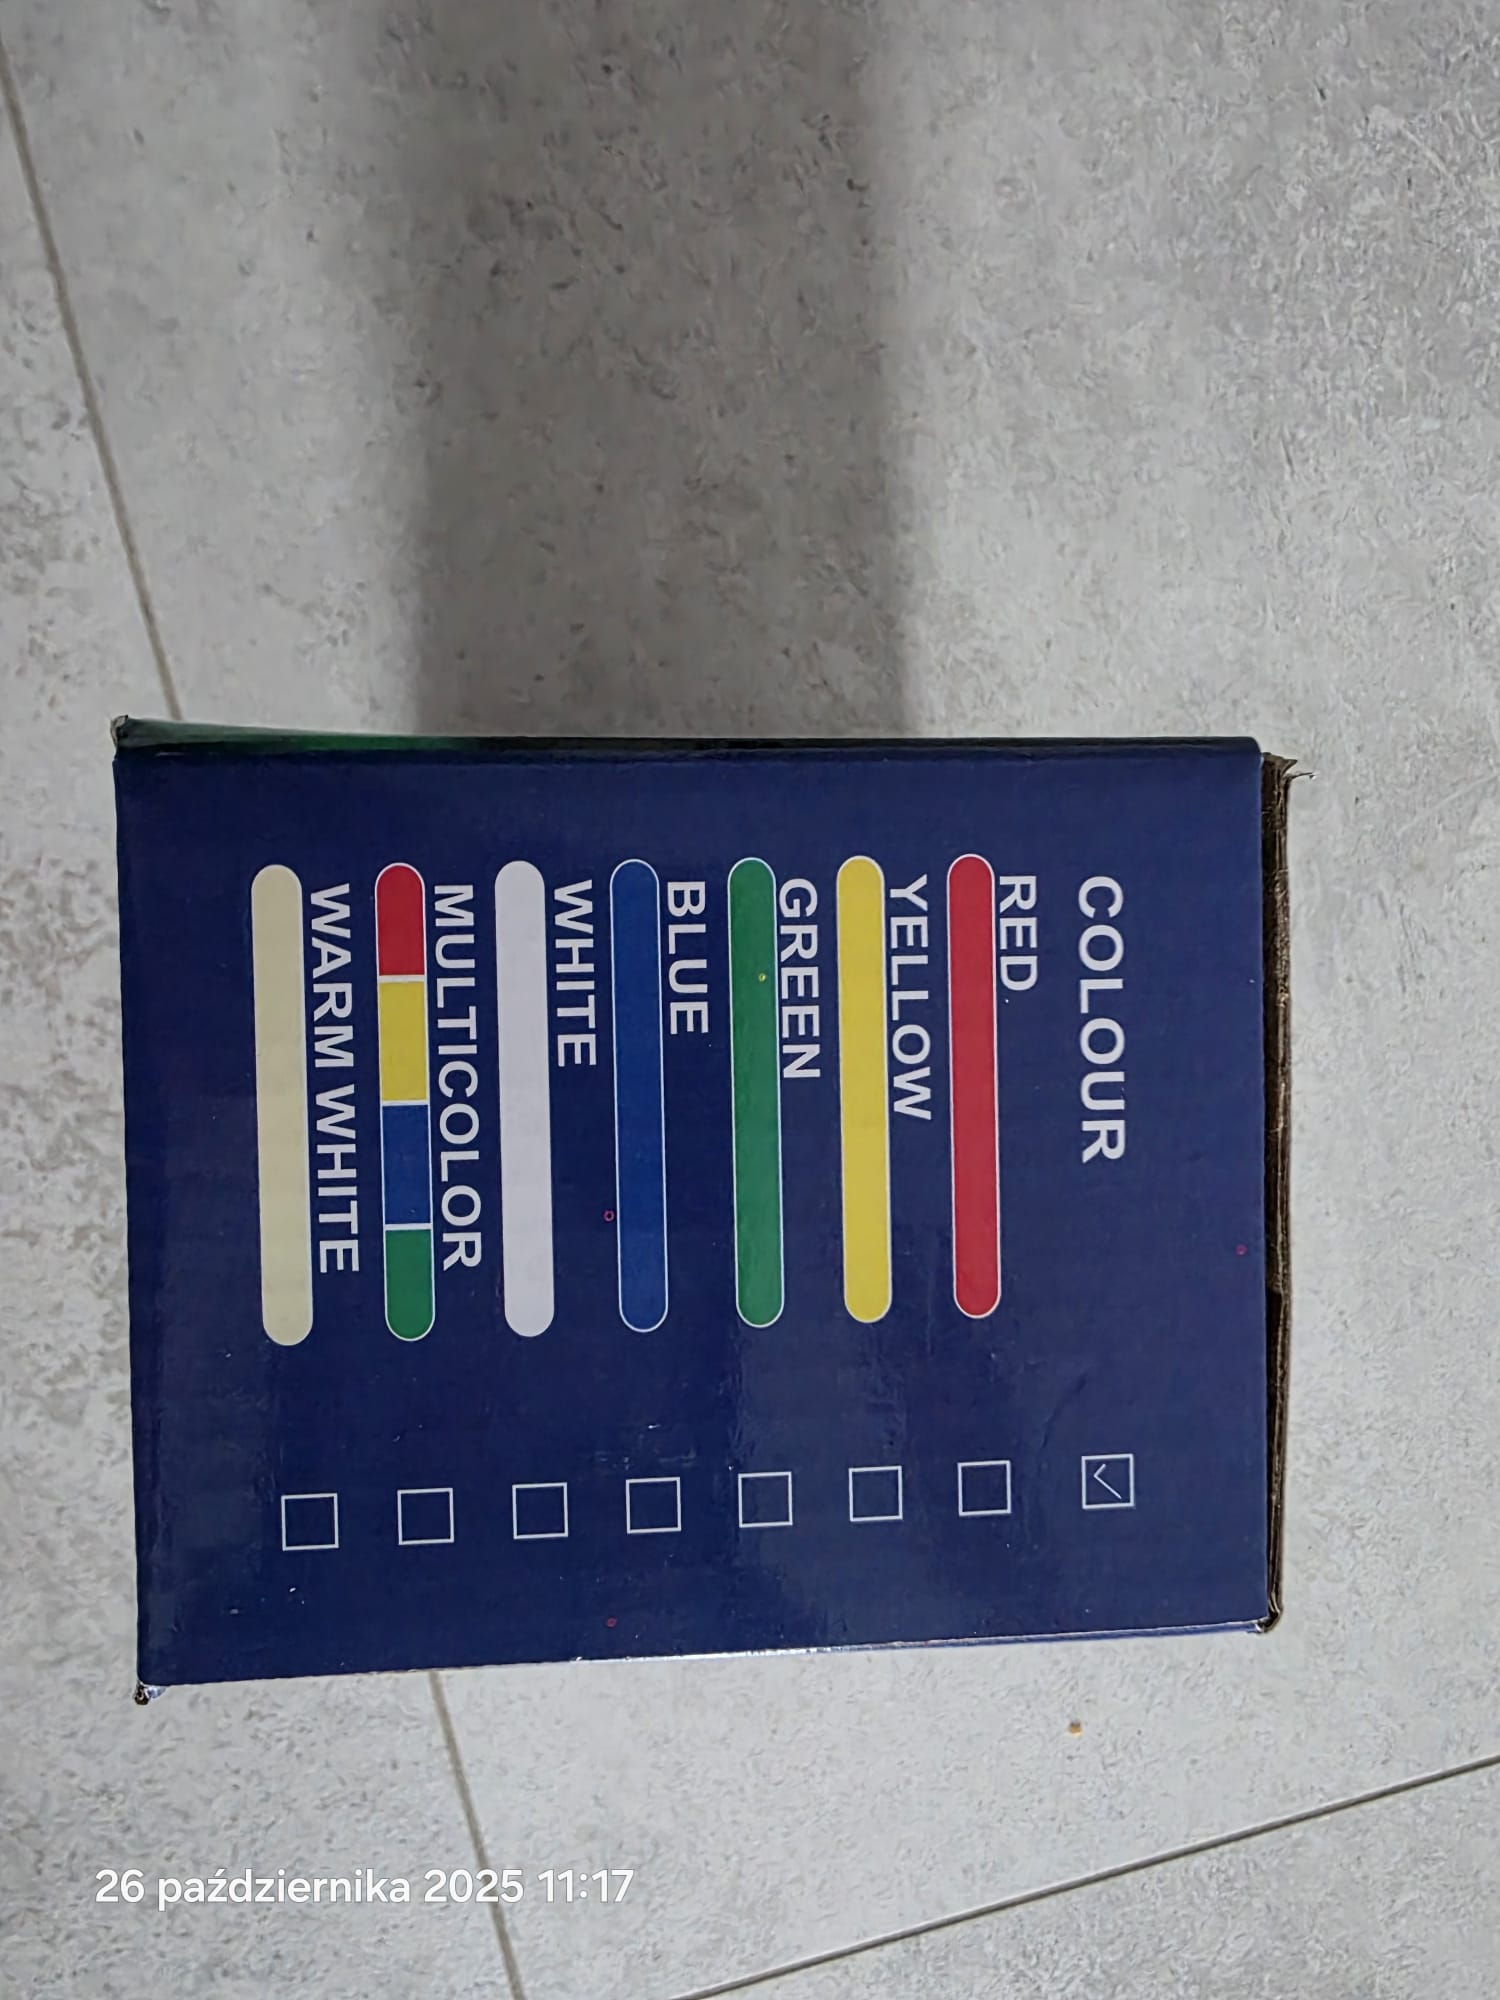 COLOUR
RED
YELLOW
GREEN
BLUE
WHITE
MULTICOLOR
WARM WHITE
26 października 2025 11:17